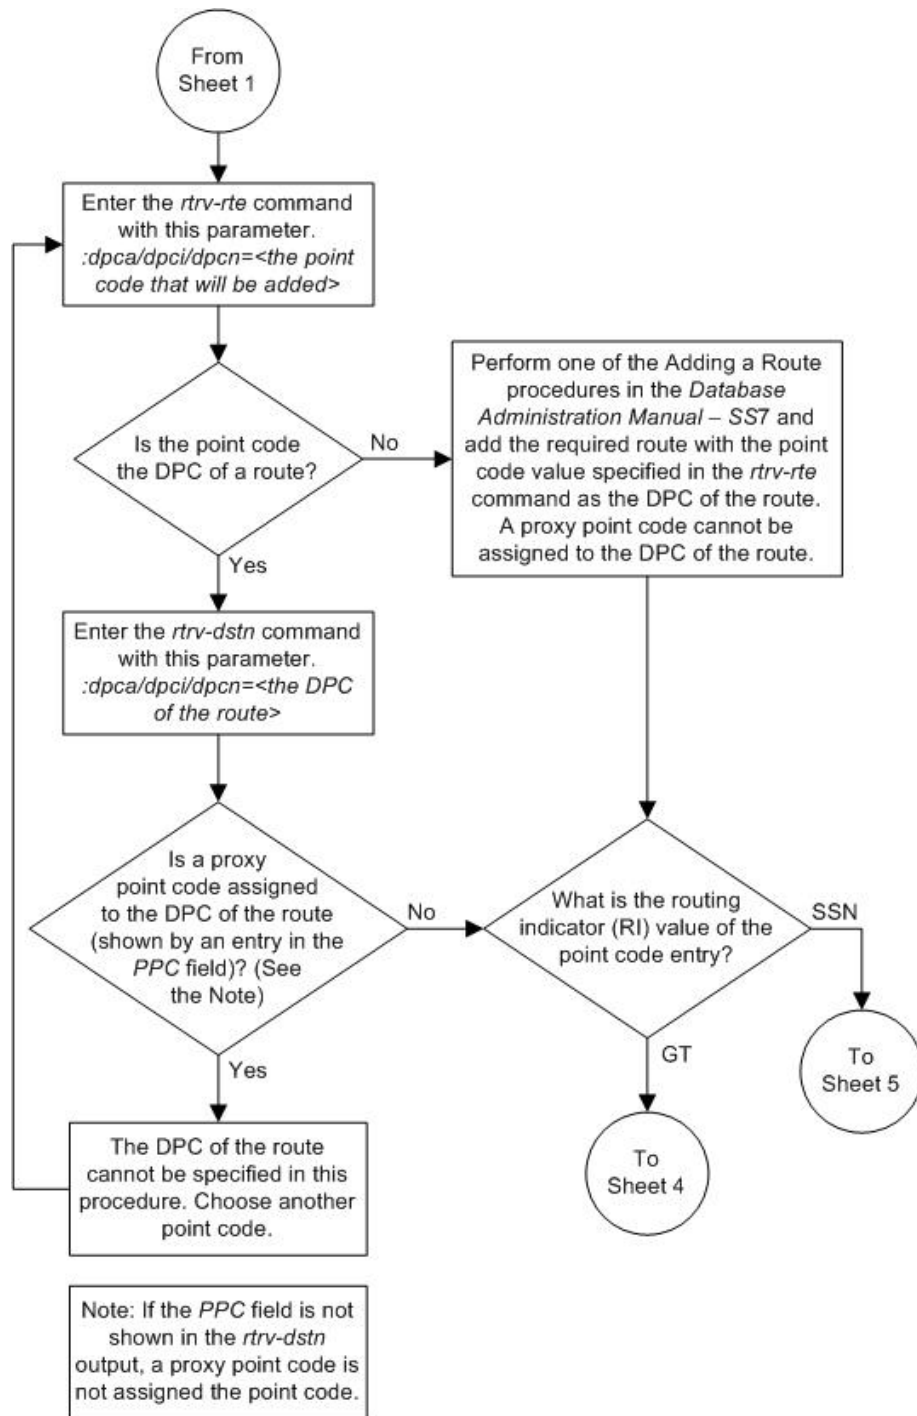 From
Sheet 1
Enter the rtrv-rte command
with this parameter.
:dpca/dpci/dpcn=<the point
code that will be added>
Is the point code
the DPC of a route?
No
Yes
Perform one of the Adding a Route
procedures in the Database
Administration Manual – SS7 and
add the required route with the point
code value specified in the rtrv-rte
command as the DPC of the route.
A proxy point code cannot be
assigned to the DPC of the route.
Enter the rtrv-dstn command
with this parameter.
:dpca/dpci/dpcn=<the DPC
of the route>
Is a proxy
point code assigned
to the DPC of the route
(shown by an entry in the
PPC field)? (See
the Note)
No
Yes
What is the routing
indicator (RI) value of the
point code entry?
SSN
GT
To
Sheet 5
To
Sheet 4
The DPC of the route
cannot be specified in this
procedure. Choose another
point code.
Note: If the PPC field is not
shown in the rtrv-dstn
output, a proxy point code is
not assigned the point code.